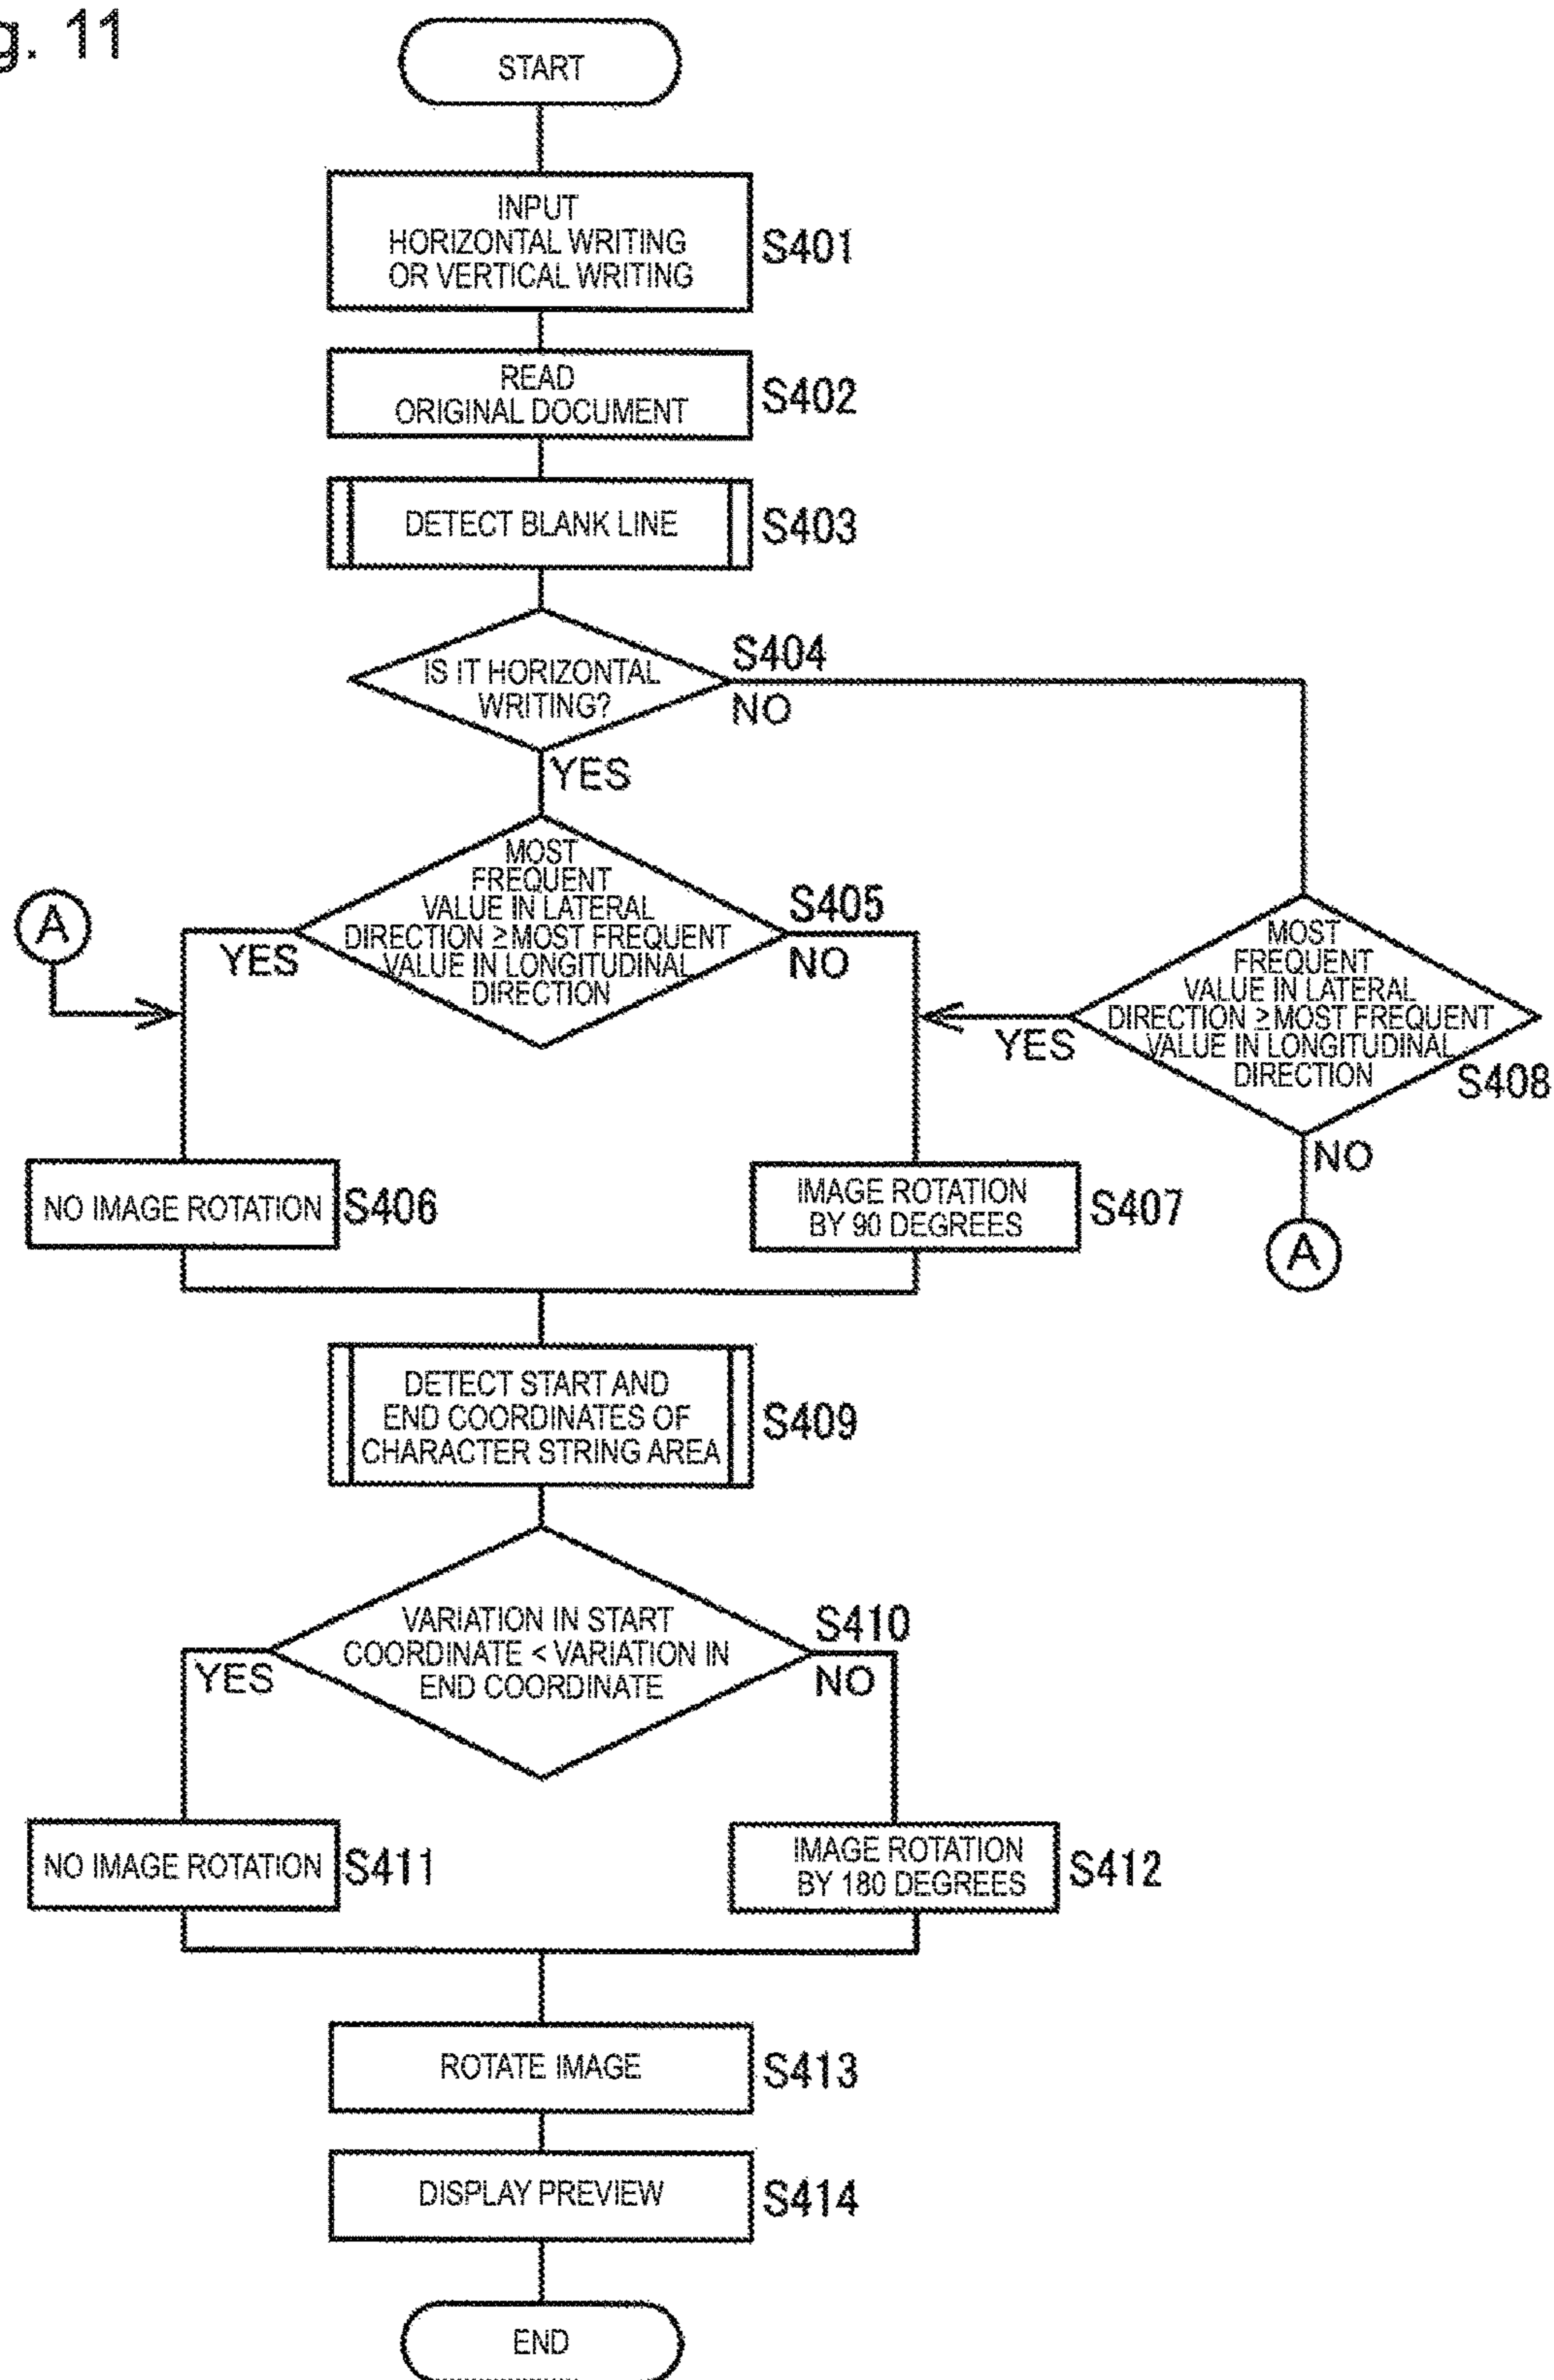 g. 11
START
INPUT
HORIZONTAL WRITING
OR VERTICAL WRITING
S401
READ
ORIGINAL DOCUMENT
S402
DETECT BLANK LINE
S403
IS IT HORIZONTAL
WRITING?
S404
NO
YES
MOST
FREQUENT
VALUE IN LATERAL
DIRECTION ≥ MOST FREQUENT
VALUE IN LONGITUDINAL
DIRECTION
S405
YES
NO
A
MOST
FREQUENT
VALUE IN LATERAL
DIRECTION ≥ MOST FREQUENT
VALUE IN LONGITUDINAL
DIRECTION
S408
YES
NO
A
NO IMAGE ROTATION
S406
IMAGE ROTATION
BY 90 DEGREES
S407
DETECT START AND
END COORDINATES OF
CHARACTER STRING AREA
S409
VARIATION IN START
COORDINATE < VARIATION IN
END COORDINATE
S410
YES
NO
NO IMAGE ROTATION
S411
IMAGE ROTATION
BY 180 DEGREES
S412
ROTATE IMAGE
S413
DISPLAY PREVIEW
S414
END